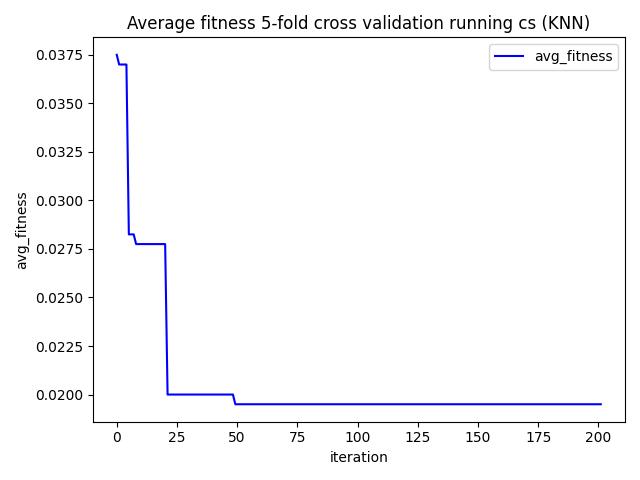 Average fitness 5-fold cross validation running cs (KNN)
avg_fitness
0.0375
0.0350
0.0325
0.0300
0.0275
0.0250
0.0225
0.0200
avg_fitness
0 25 50 75 100 125 150 175 200
iteration